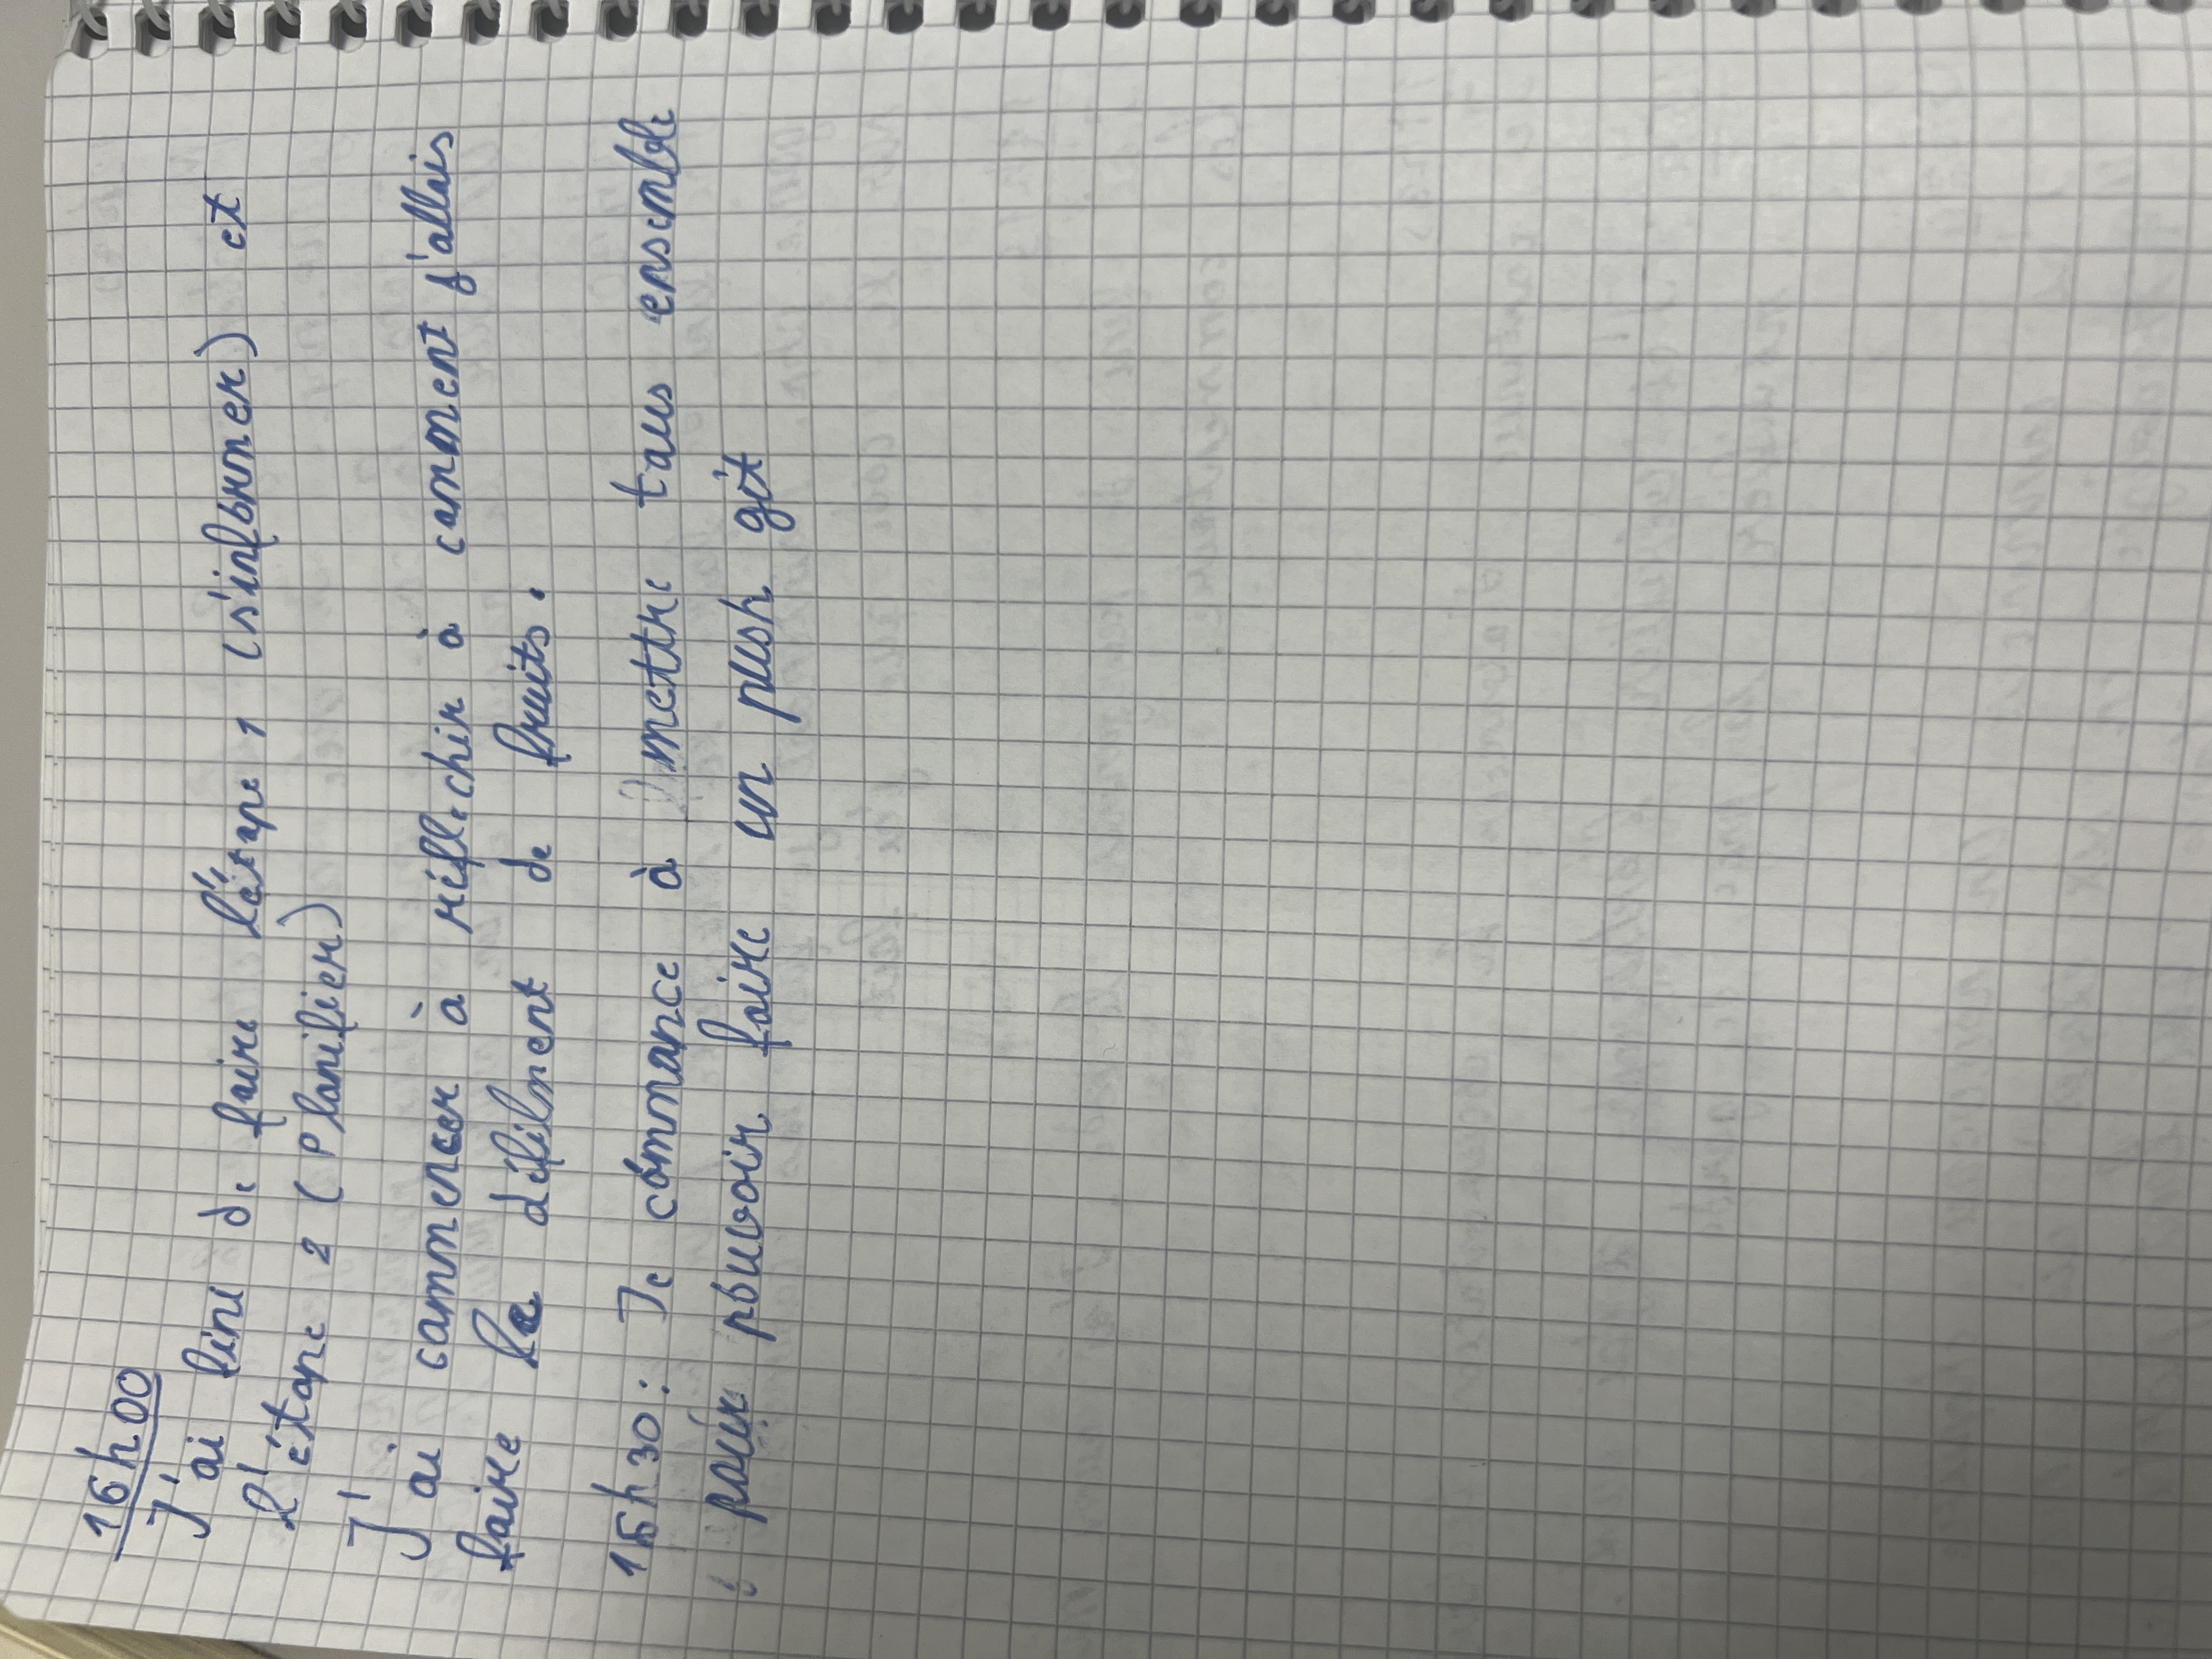 16h00
J'ai fini de faire l'étape 1 (s'informer) et
l'étape 2 (Planifier)
J'ai commencer à réflechir à comment j'allais
faire le défilment de fruits.
16h30: Je commance à mettre tous ensemble
pour pouvoir faire un push git